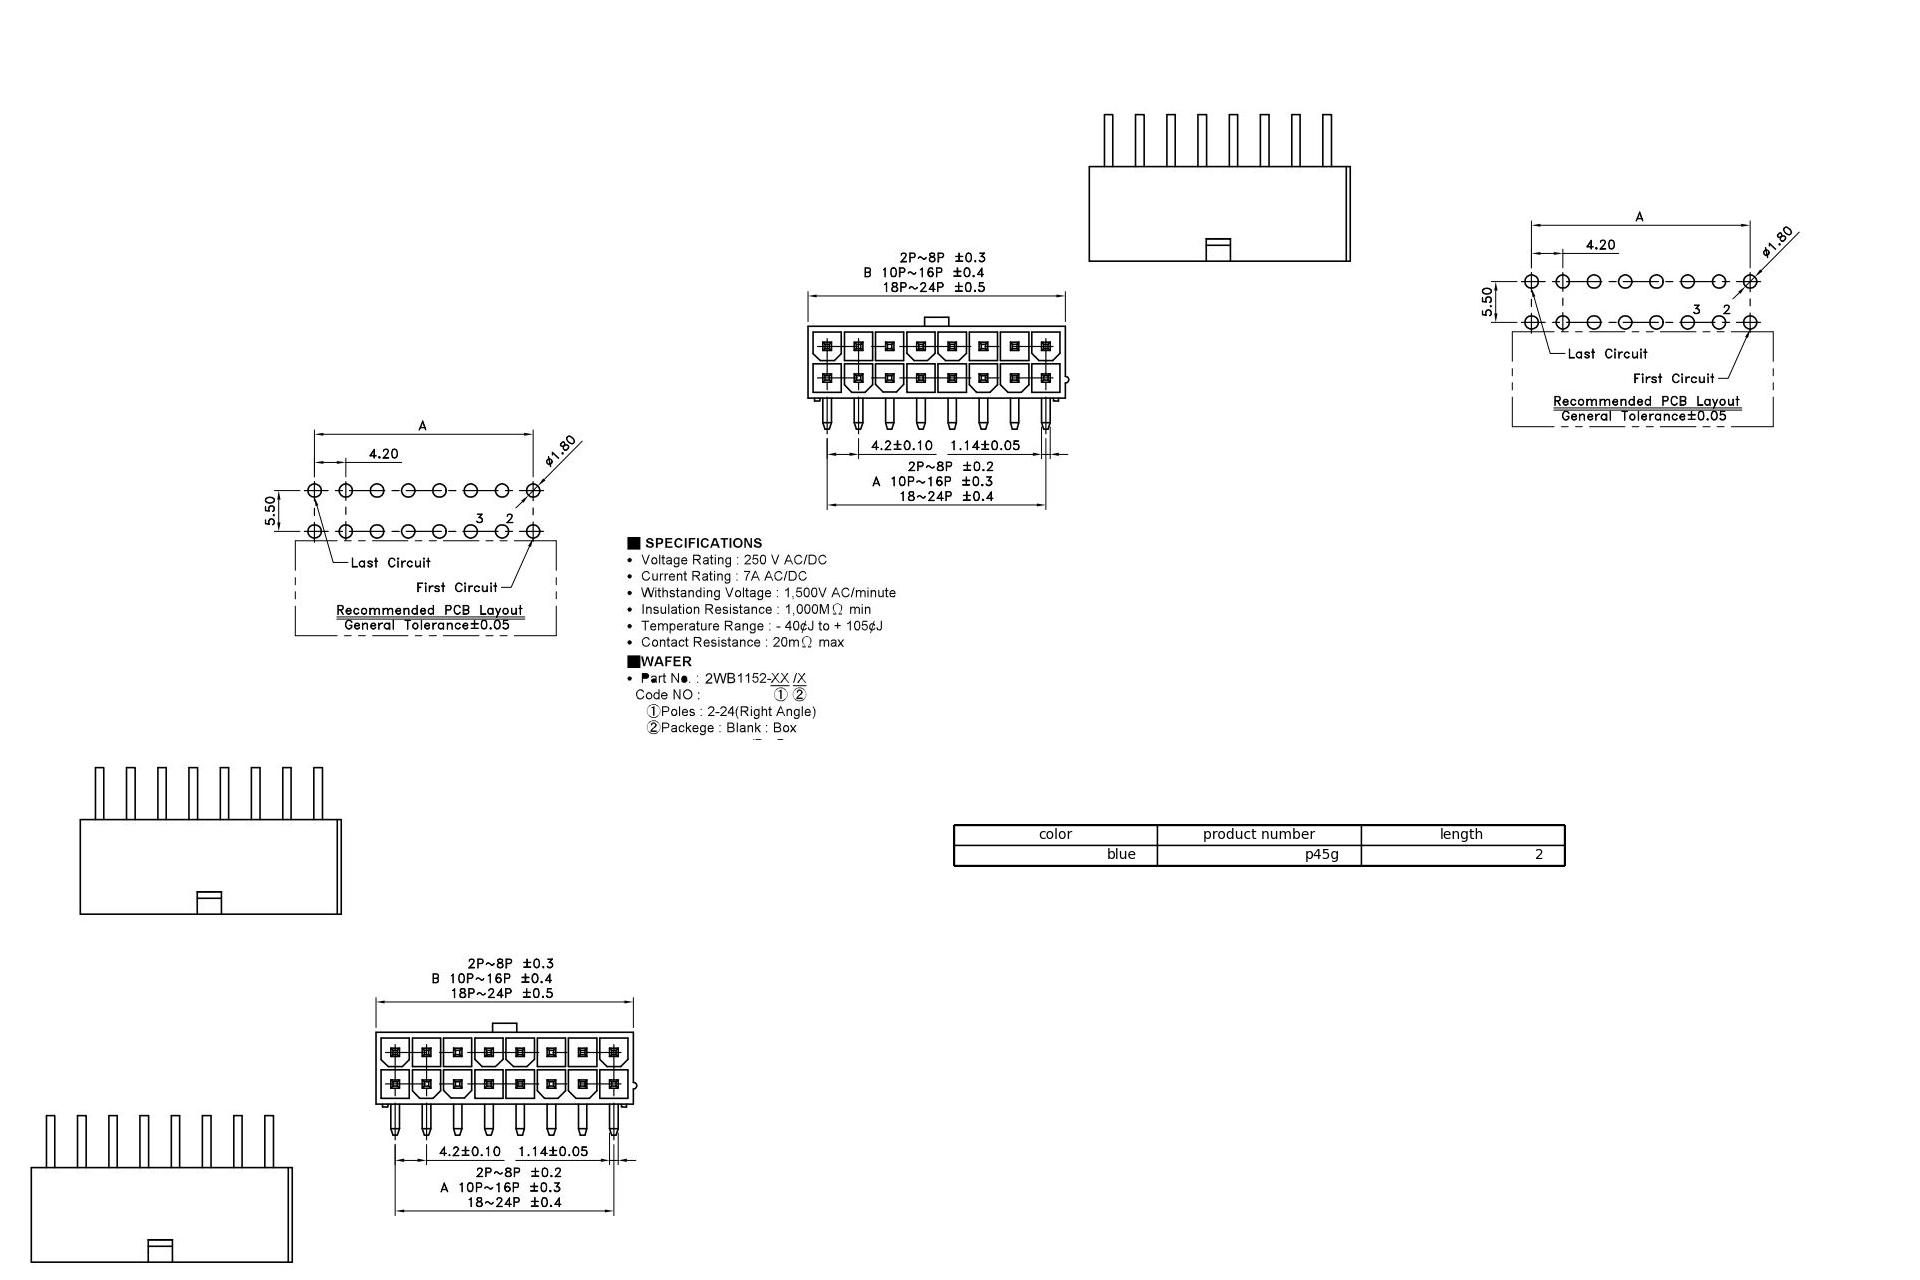 A
4.20
ø1.80
5.50
3 2
Last Circuit
First Circuit
Recommended PCB Layout
General Tolerance±0.05
2P~8P ±0.3
B 10P~16P ±0.4
18P~24P ±0.5
4.2±0.10 1.14±0.05
2P~8P ±0.2
A 10P~16P ±0.3
18~24P ±0.4
A
4.20
ø1.80
5.50
3 2
Last Circuit
First Circuit
Recommended PCB Layout
General Tolerance±0.05
■ SPECIFICATIONS
• Voltage Rating : 250 V AC/DC
• Current Rating : 7A AC/DC
• Withstanding Voltage : 1,500V AC/minute
• Insulation Resistance : 1,000MΩ min
• Temperature Range : - 40¢J to + 105¢J
• Contact Resistance : 20mΩ max
■WAFER
• Part No. : 2WB1152-XX /X
Code NO : ① ②
①Poles : 2-24(Right Angle)
②Packege : Blank : Box
color product number length
blue p45g 2
2P~8P ±0.3
B 10P~16P ±0.4
18P~24P ±0.5
4.2±0.10 1.14±0.05
2P~8P ±0.2
A 10P~16P ±0.3
18~24P ±0.4